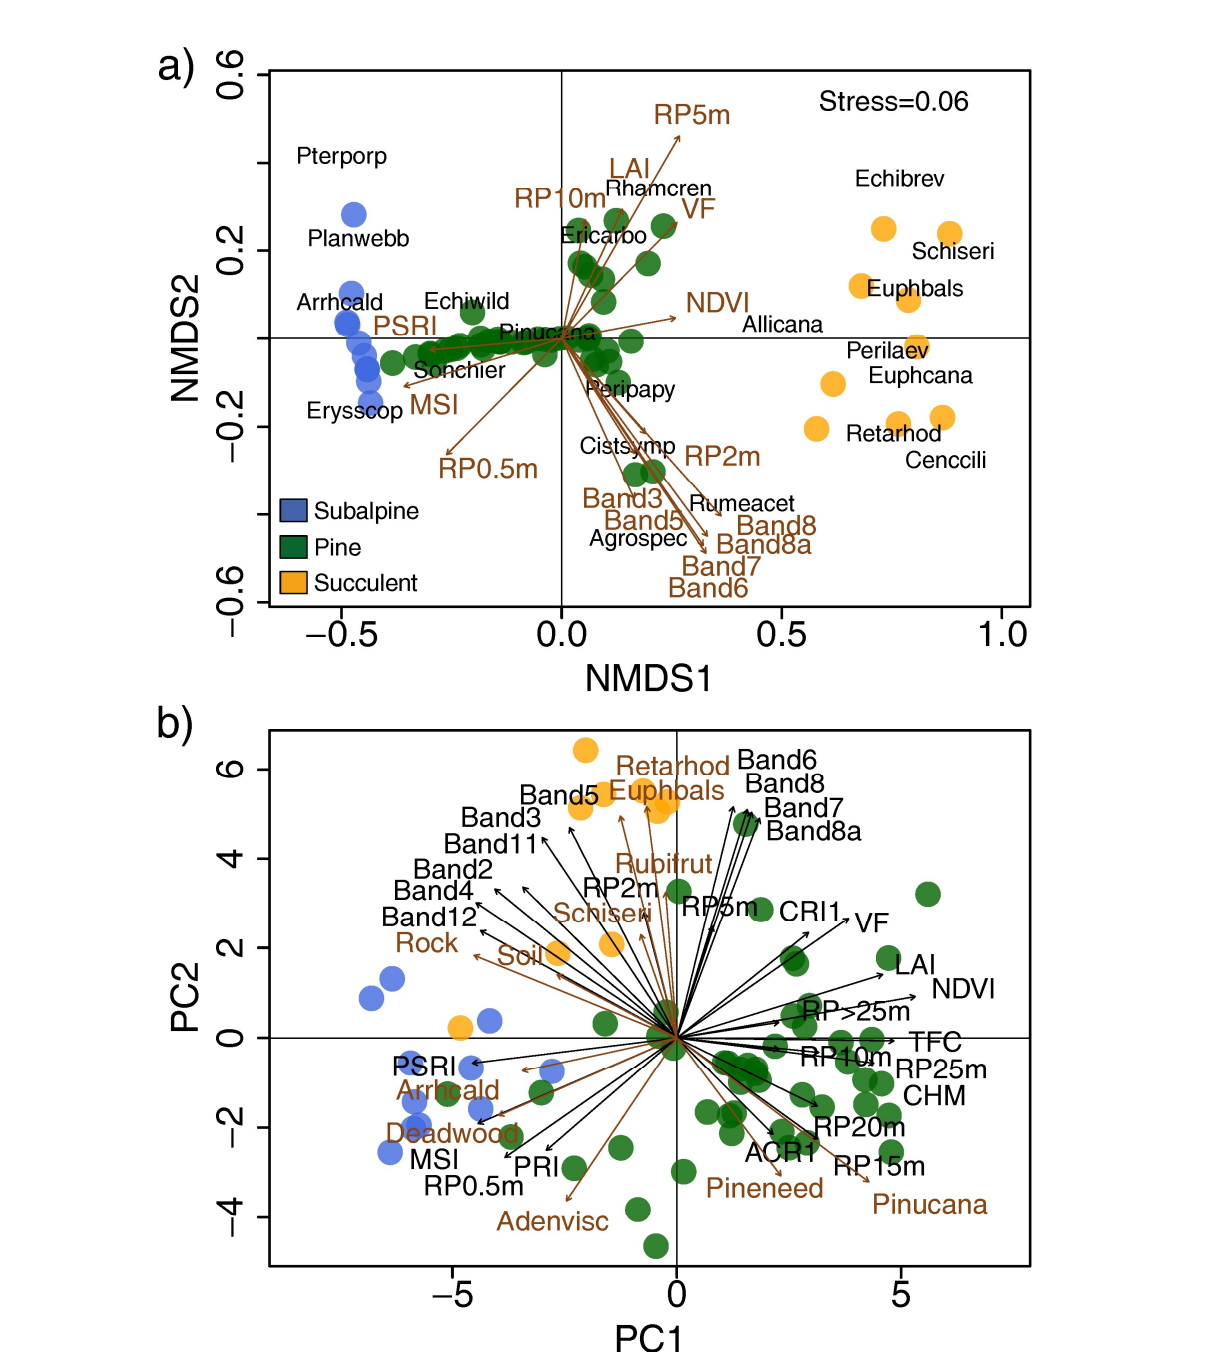 a)
0.6
Stress=0.06
RP5m
Pterporp
LAI
Echibrev
Rhamcren
RP10m
VF
Planwebb
Ericarbo
0.2
Schiseri
Arrhcald
Echiwild
NDVI
Euphbals
PSRI
Pinucana
Allicana
NMDS2
Sonchier
Perilaev
Peripapy
Euphcana
Erysscop
MSI
−0.2
Cistsymp
Retarhod
RP0.5m
RP2m
Cenccili
Band3
Rumeacet
Subalpine
Band5
Band8
Agrospec
Band8a
Pine
Band7
Succulent
Band6
−0.6
−0.5 0.0 0.5 1.0
NMDS1
b)
6
Retarhod
Band6
Band5
Euphbals
Band8
Band3
Band7
Band11
Band8a
4
Band2
Rubifrut
Band4
RP2m
RP5m
CRI1
Band12
Schiseri
VF
Rock
Soil
2
LAI
NDVI
PC2
RP>25m
0
TFC
PSRI
RP10m
RP25m
Arrhcald
CHM
−2
Deadwood
RP20m
MSI
PRI
ACR1
RP15m
RP0.5m
Pineneed
Pinucana
−4
Adenvisc
−5 0 5
PC1